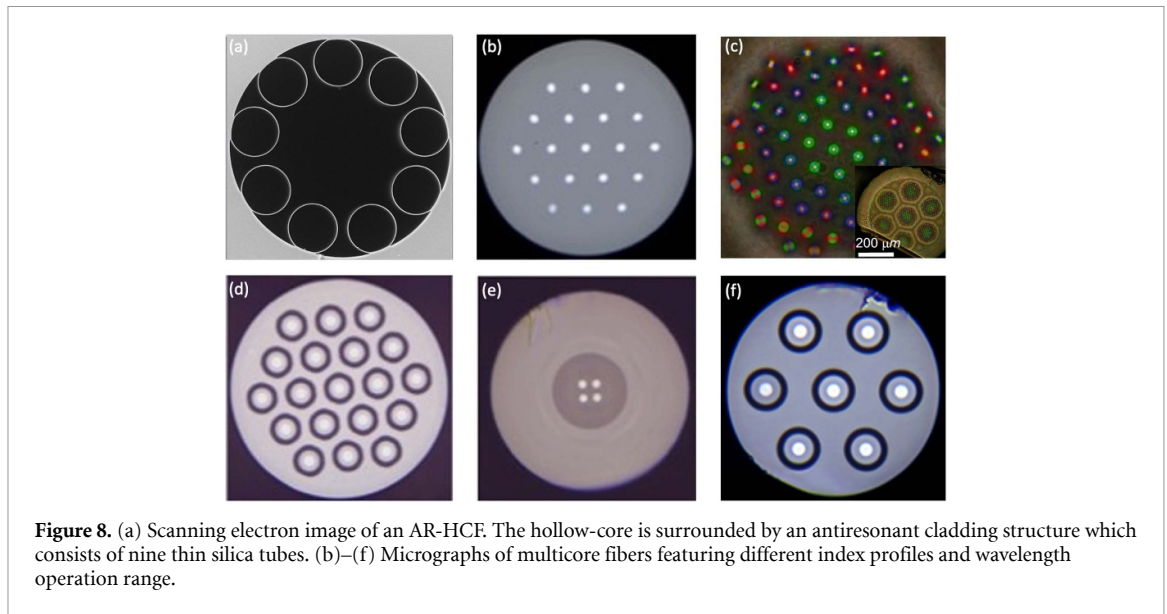 (a)
(b)
(c)
200 μm
(d)
(e)
(f)
Figure 8. (a) Scanning electron image of an AR-HCF. The hollow-core is surrounded by an antiresonant cladding structure which
consists of nine thin silica tubes. (b)–(f) Micrographs of multicore fibers featuring different index profiles and wavelength
operation range.